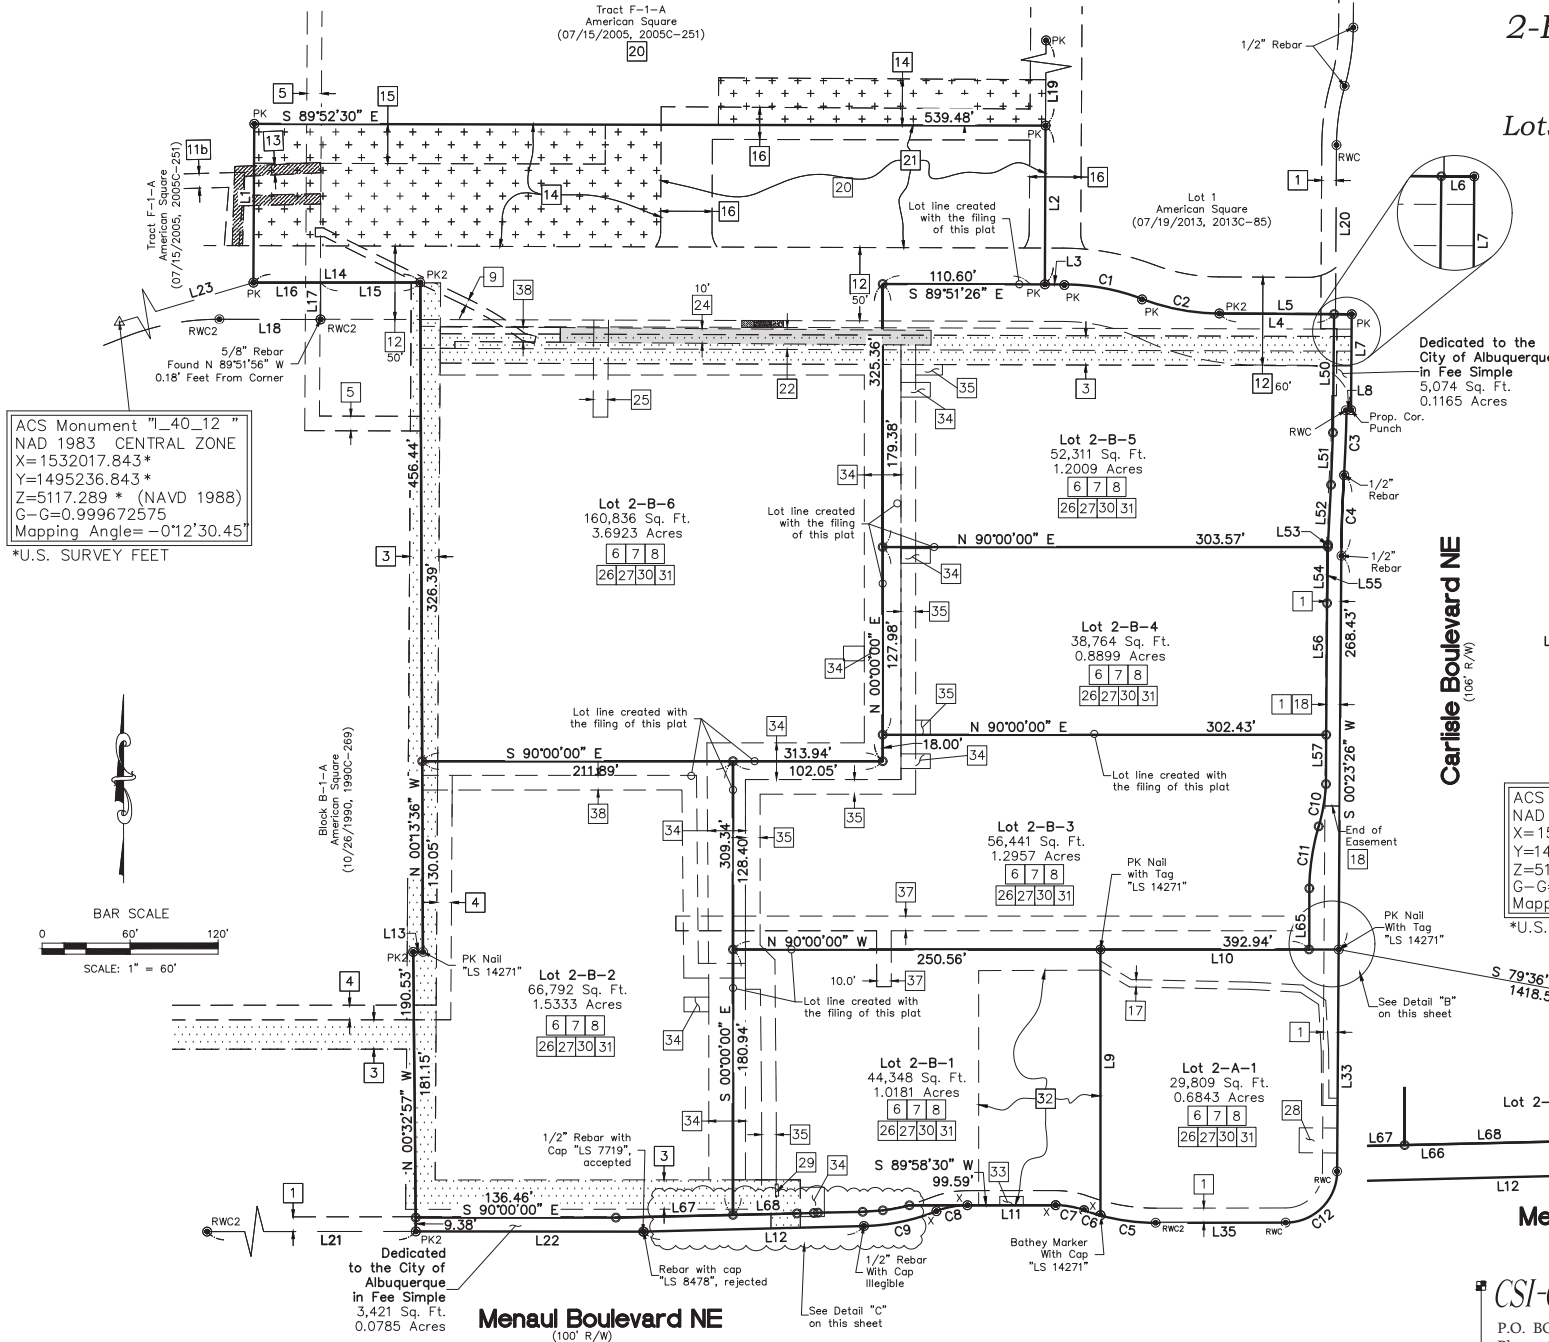 Tract F-1-A
American Square
(07/15/2005, 2005C-251)
20
14
PK
1/2" Rebar
2-B
Lots
5
15
L19
PK
S 89°52'30" E
539.48'
PK
11b
13
L1
Tract F-1-A
American Square
(07/15/2005, 2005C-251)
16
21
20
14
16
16
L2
Lot line created
with the filing
of this plat
Lot 1
American Square
(07/19/2013, 2013C-85)
1
RWC
L20
L6
L7
L23
L14
L16
L17
L15
PK
PK2
9
38
10'
24
12
50'
110.60'
S 89°51'26" E
L3
PK
C1
PK
C2
PK2
L5
L4
PK
L7
RWC2
L18
RWC2
12
50'
5/8" Rebar
Found N 89°51'56" W
0.18' Feet From Corner
5
25
22
325.36'
35
34
3
12
60'
L50
L8
Dedicated to the
City of Albuquerque
in Fee Simple
5,074 Sq. Ft.
0.1165 Acres
Prop. Cor.
Punch
RWC
C3
ACS Monument "I_40_12 "
NAD 1983 CENTRAL ZONE
X=1532017.843*
Y=1495236.843*
Z=5117.289 * (NAVD 1988)
G-G=0.999672575
Mapping Angle= -0°12'30.45"
*U.S. SURVEY FEET
456.44'
326.39'
3
Lot 2-B-6
160,836 Sq. Ft.
3.6923 Acres
6 7 8
26 27 30 31
34
179.38'
Lot line created
with the filing
of this plat
Lot 2-B-5
52,311 Sq. Ft.
1.2009 Acres
6 7 8
26 27 30 31
L51
L52
1/2"
Rebar
C4
N 90°00'00" E
303.57'
L53
34
1/2"
Rebar
L54
L55
1
35
127.98'
N 00°00'00" E
34
Lot 2-B-4
38,764 Sq. Ft.
0.8899 Acres
6 7 8
26 27 30 31
L56
268.43'
Carlisle Boulevard NE
(106' R/W)
L
1 18
35
N 90°00'00" E
302.43'
18.00'
34
Lot line created with
the filing of this plat
L57
S 00°23'26" W
Lot line created with
the filing of this plat
34
S 90°00'00" E
313.94'
211.89'
102.05'
38
35
Block B-1-A
American Square
(10/26/1990, 1990C-269)
N 00°13'36" W
130.05'
4
34
309.34'
128.40'
35
Lot 2-B-3
56,441 Sq. Ft.
1.2957 Acres
6 7 8
26 27 30 31
PK Nail
with Tag
"LS 14271"
C10
C11
End of
Easement
18
L65
ACS
NAD
X=15
Y=14
Z=51
G-G=
Mapp
*U.S.
BAR SCALE
0 60' 120'
SCALE: 1" = 60'
37
PK Nail
With Tag
"LS 14271"
L13
PK2
PK Nail
"LS 14271"
N 90°00'00" W
392.94'
250.56'
L10
10.0'
37
S 79°36'
1418.5
4
3
190.53'
Lot 2-B-2
66,792 Sq. Ft.
1.5333 Acres
6 7 8
26 27 30 31
34
34
Lot line created with
the filing of this plat
17
See Detail "B"
on this sheet
1
S 00°00'00" E
180.94'
Lot 2-B-1
44,348 Sq. Ft.
1.0181 Acres
6 7 8
26 27 30 31
L9
32
Lot 2-A-1
29,809 Sq. Ft.
0.6843 Acres
6 7 8
26 27 30 31
28
L33
Lot 2-
L67
L68
L66
L12
N 00°32'57" W
181.15'
34
35
1/2" Rebar with
Cap "LS 7719",
accepted
3
29
34
S 89°58'30" W
99.59'
33
1
RWC
136.46'
S 90°00'00" E
L67
L68
X
C8
L11
X
C7
C6
C5
RWC2
L35
RWC
C12
RWC2
1
L21
9.38'
PK2
L22
L12
C9
Me
Dedicated
to the City of
Albuquerque
in Fee Simple
3,421 Sq. Ft.
0.0785 Acres
Rebar with cap
"LS 8478", rejected
1/2" Rebar
With Cap
Illegible
Bathey Marker
With Cap
"LS 14271"
See Detail "C"
on this sheet
Menaul Boulevard NE
(100' R/W)
CSI-
P.O. BO